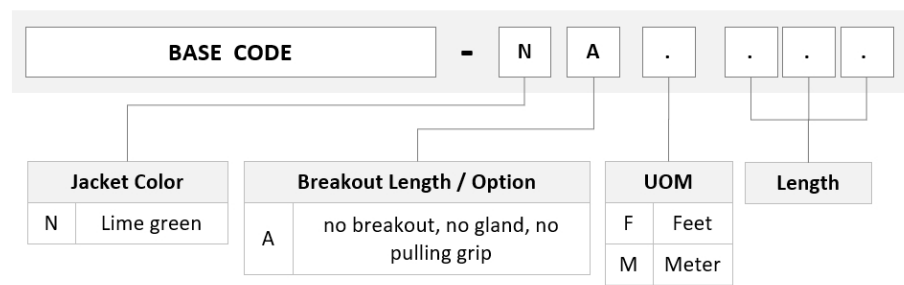 BASE CODE - N A . . . .
Jacket Color
N Lime green
Breakout Length / Option
A no breakout, no gland, no
pulling grip
UOM
F Feet
M Meter
Length